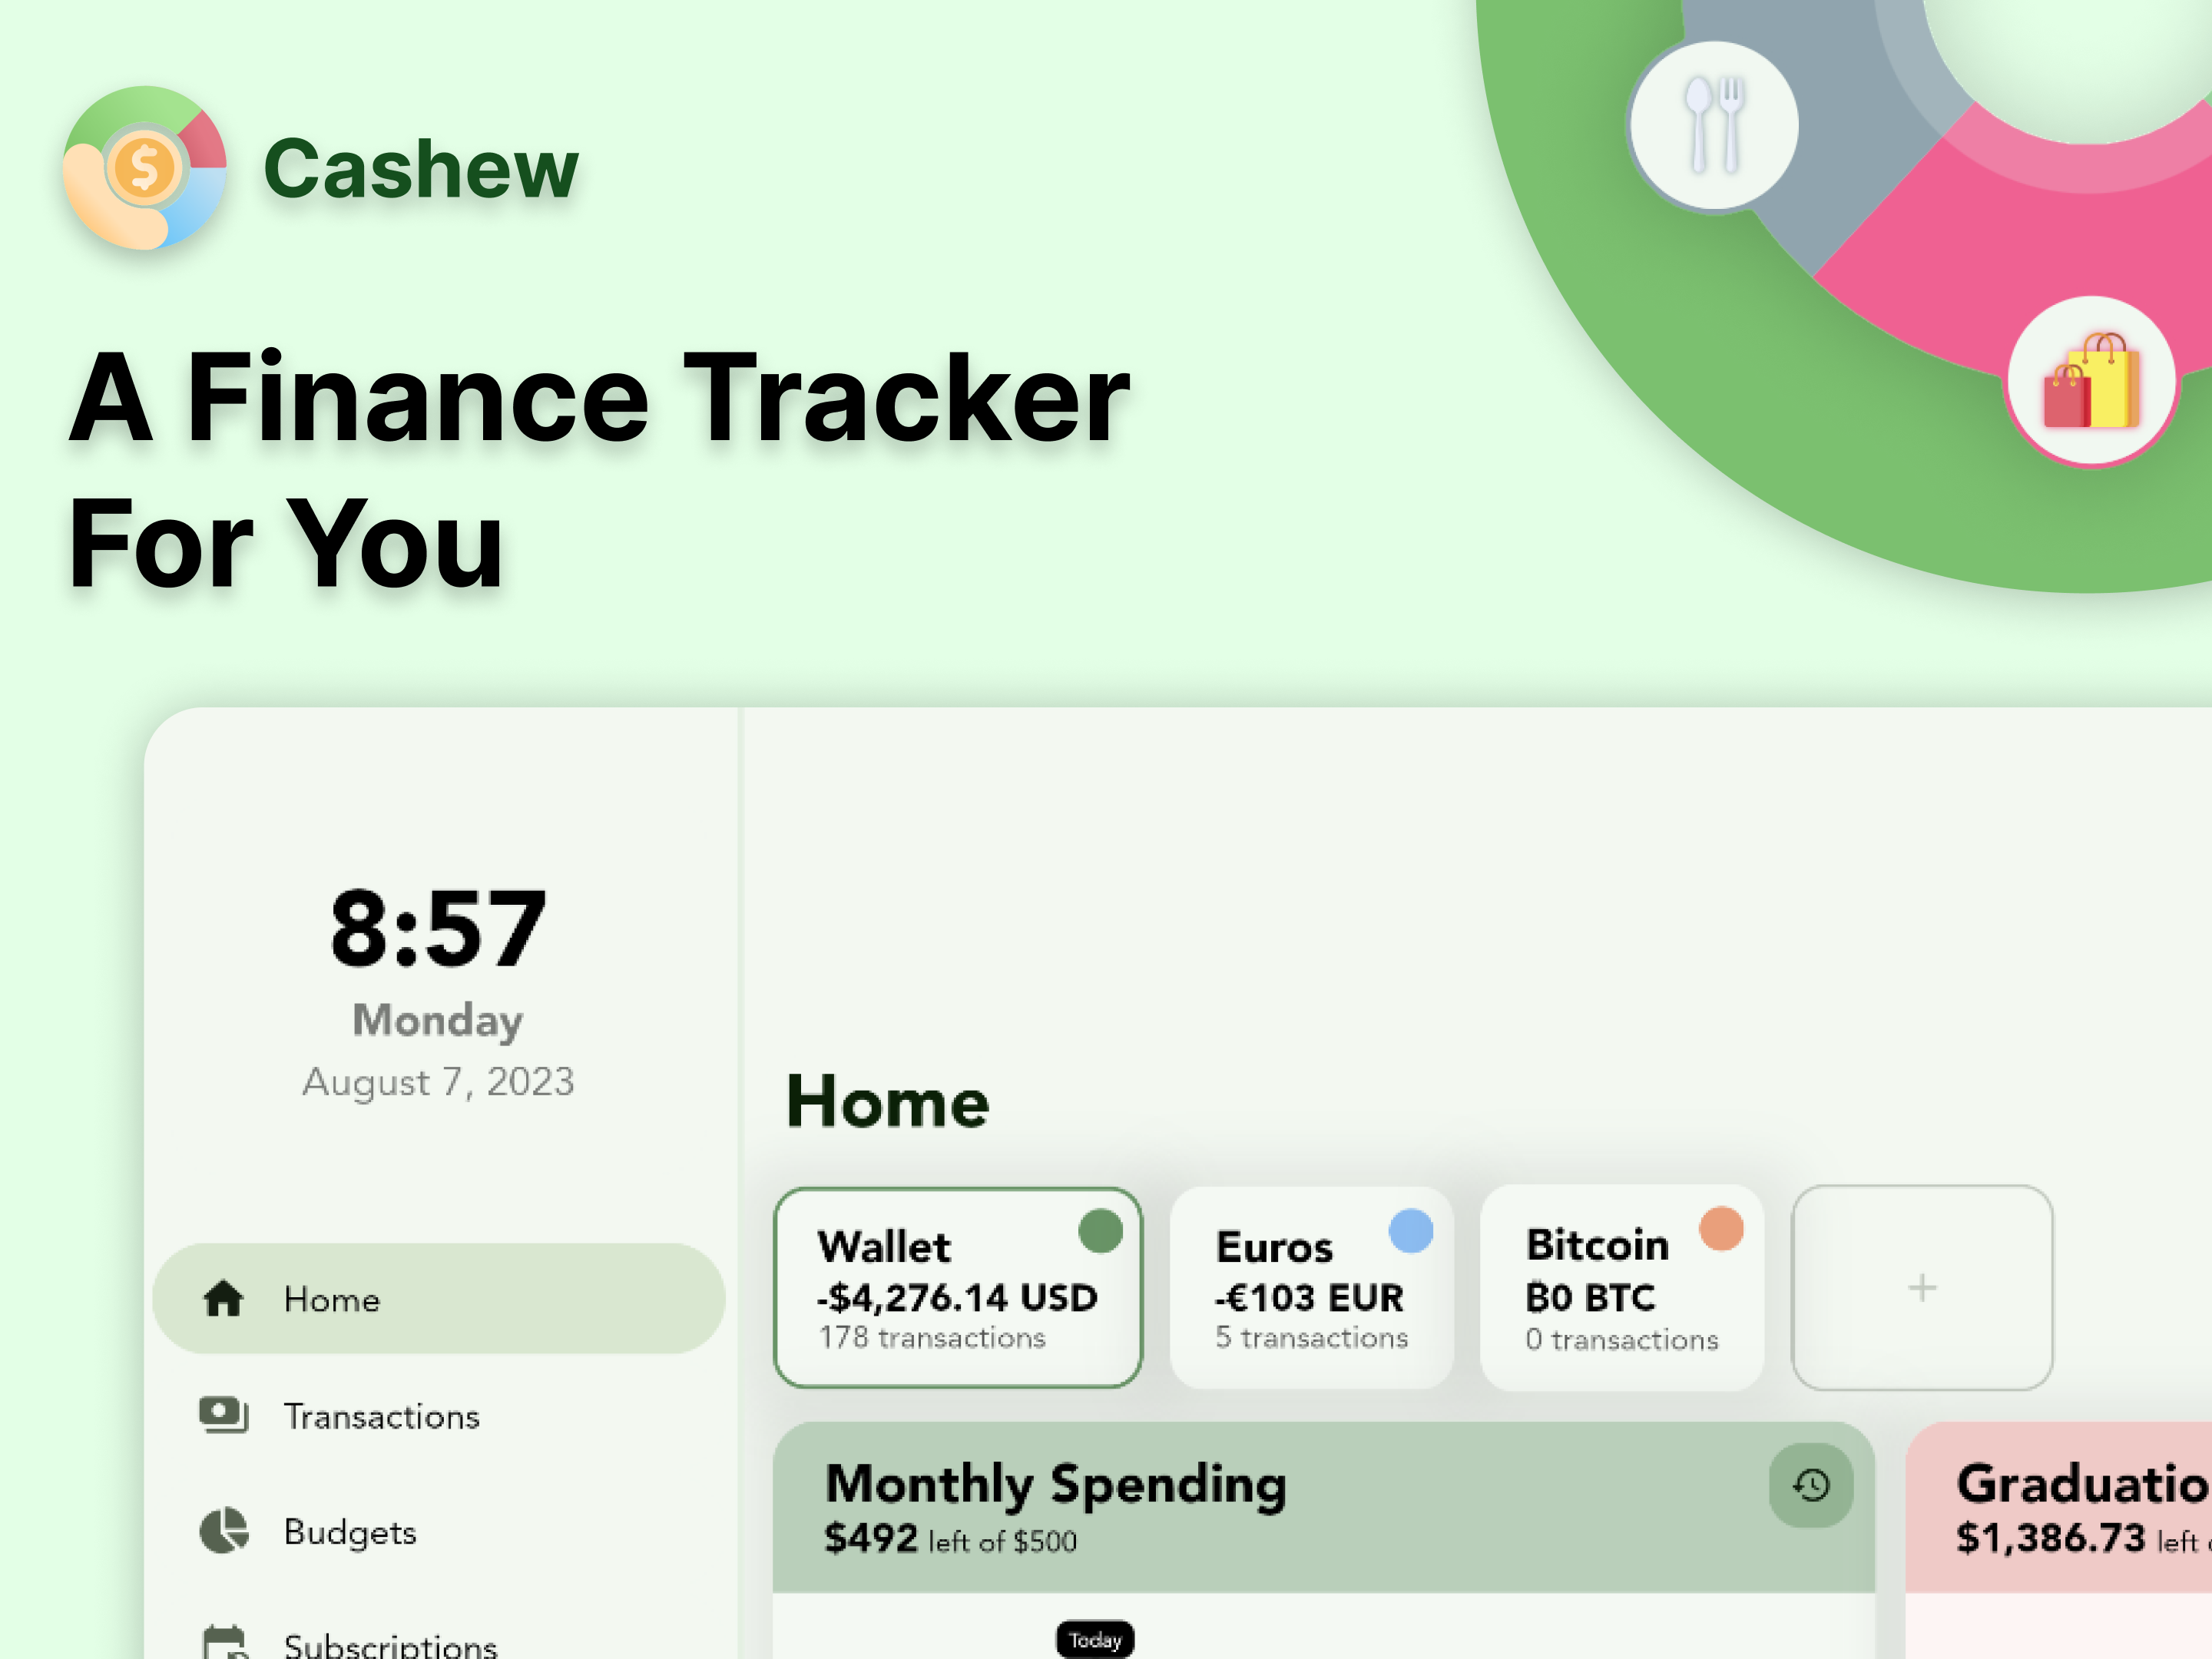 Cashew
A Finance Tracker
For You
8:57
Monday
August 7, 2023
Home
Transactions
Budgets
Subscriptions
Home
Wallet
-$4,276.14 USD
178 transactions
Euros
-€103 EUR
5 transactions
Bitcoin
₿0 BTC
0 transactions
+
Monthly Spending
$492 left of $500
Today
Graduatio
$1,386.73 left